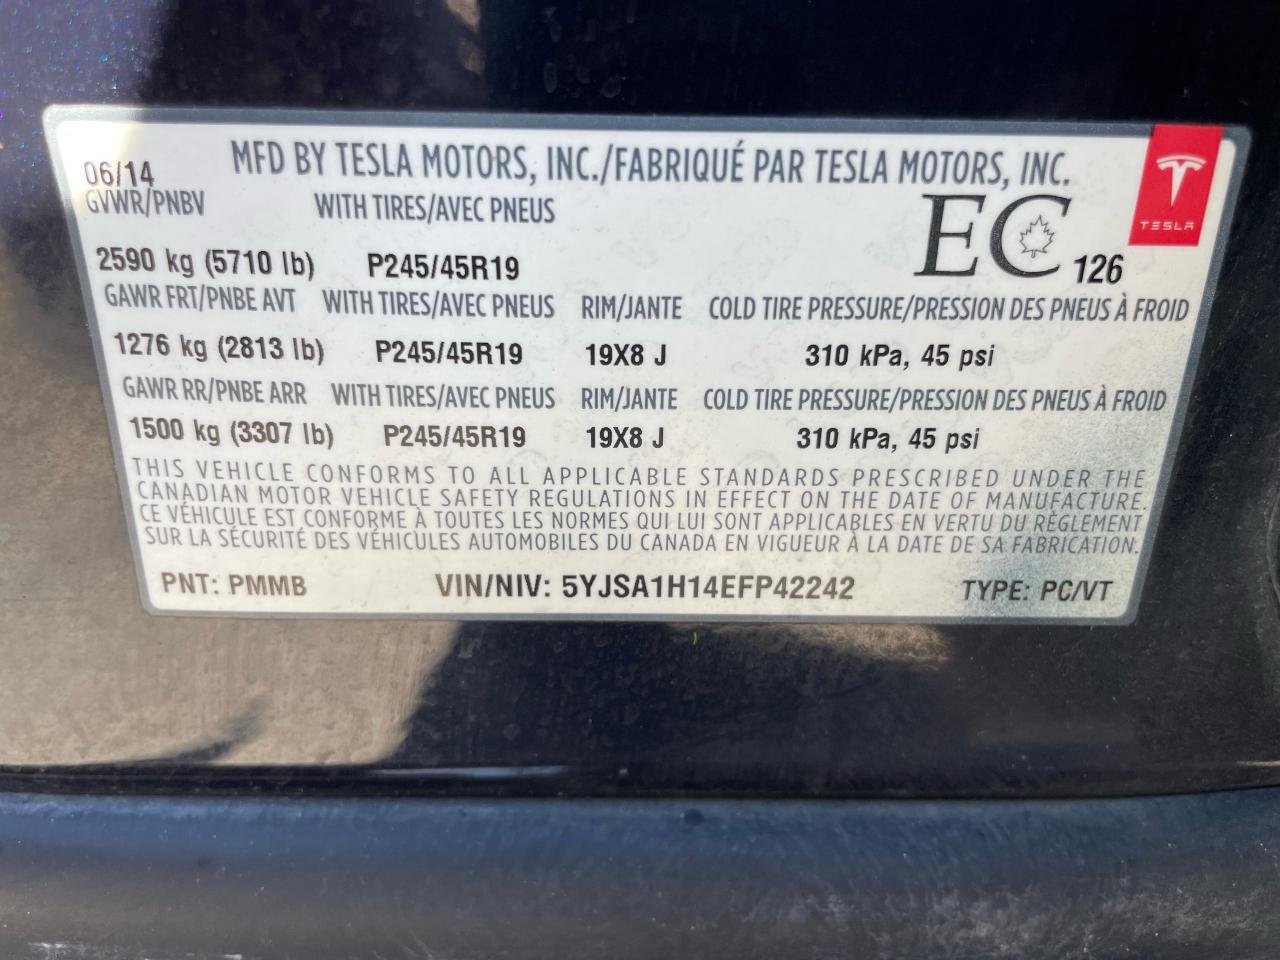 06/14 MFD BY TESLA MOTORS, INC./FABRIQUÉ PAR TESLA MOTORS, INC.
GVWR/PNBV WITH TIRES/AVEC PNEUS
EC 126
TESLA
2590 kg (5710 lb) P245/45R19
GAWR FRT/PNBE AVT WITH TIRES/AVEC PNEUS RIM/JANTE COLD TIRE PRESSURE/PRESSION DES PNEUS À FROID
1276 kg (2813 lb) P245/45R19 19X8 J 310 kPa, 45 psi
GAWR RR/PNBE ARR WITH TIRES/AVEC PNEUS RIM/JANTE COLD TIRE PRESSURE/PRESSION DES PNEUS À FROID
1500 kg (3307 lb) P245/45R19 19X8 J 310 kPa, 45 psi
THIS VEHICLE CONFORMS TO ALL APPLICABLE STANDARDS PRESCRIBED UNDER THE
CANADIAN MOTOR VEHICLE SAFETY REGULATIONS IN EFFECT ON THE DATE OF MANUFACTURE.
CE VÉHICULE EST CONFORME À TOUTES LES NORMES QUI LUI SONT APPLICABLES EN VERTU DU RÈGLEMENT
SUR LA SÉCURITÉ DES VÉHICULES AUTOMOBILES DU CANADA EN VIGUEUR À LA DATE DE SA FABRICATION.
PNT: PMMB VIN/NIV: 5YJSA1H14EFP42242 TYPE: PC/VT